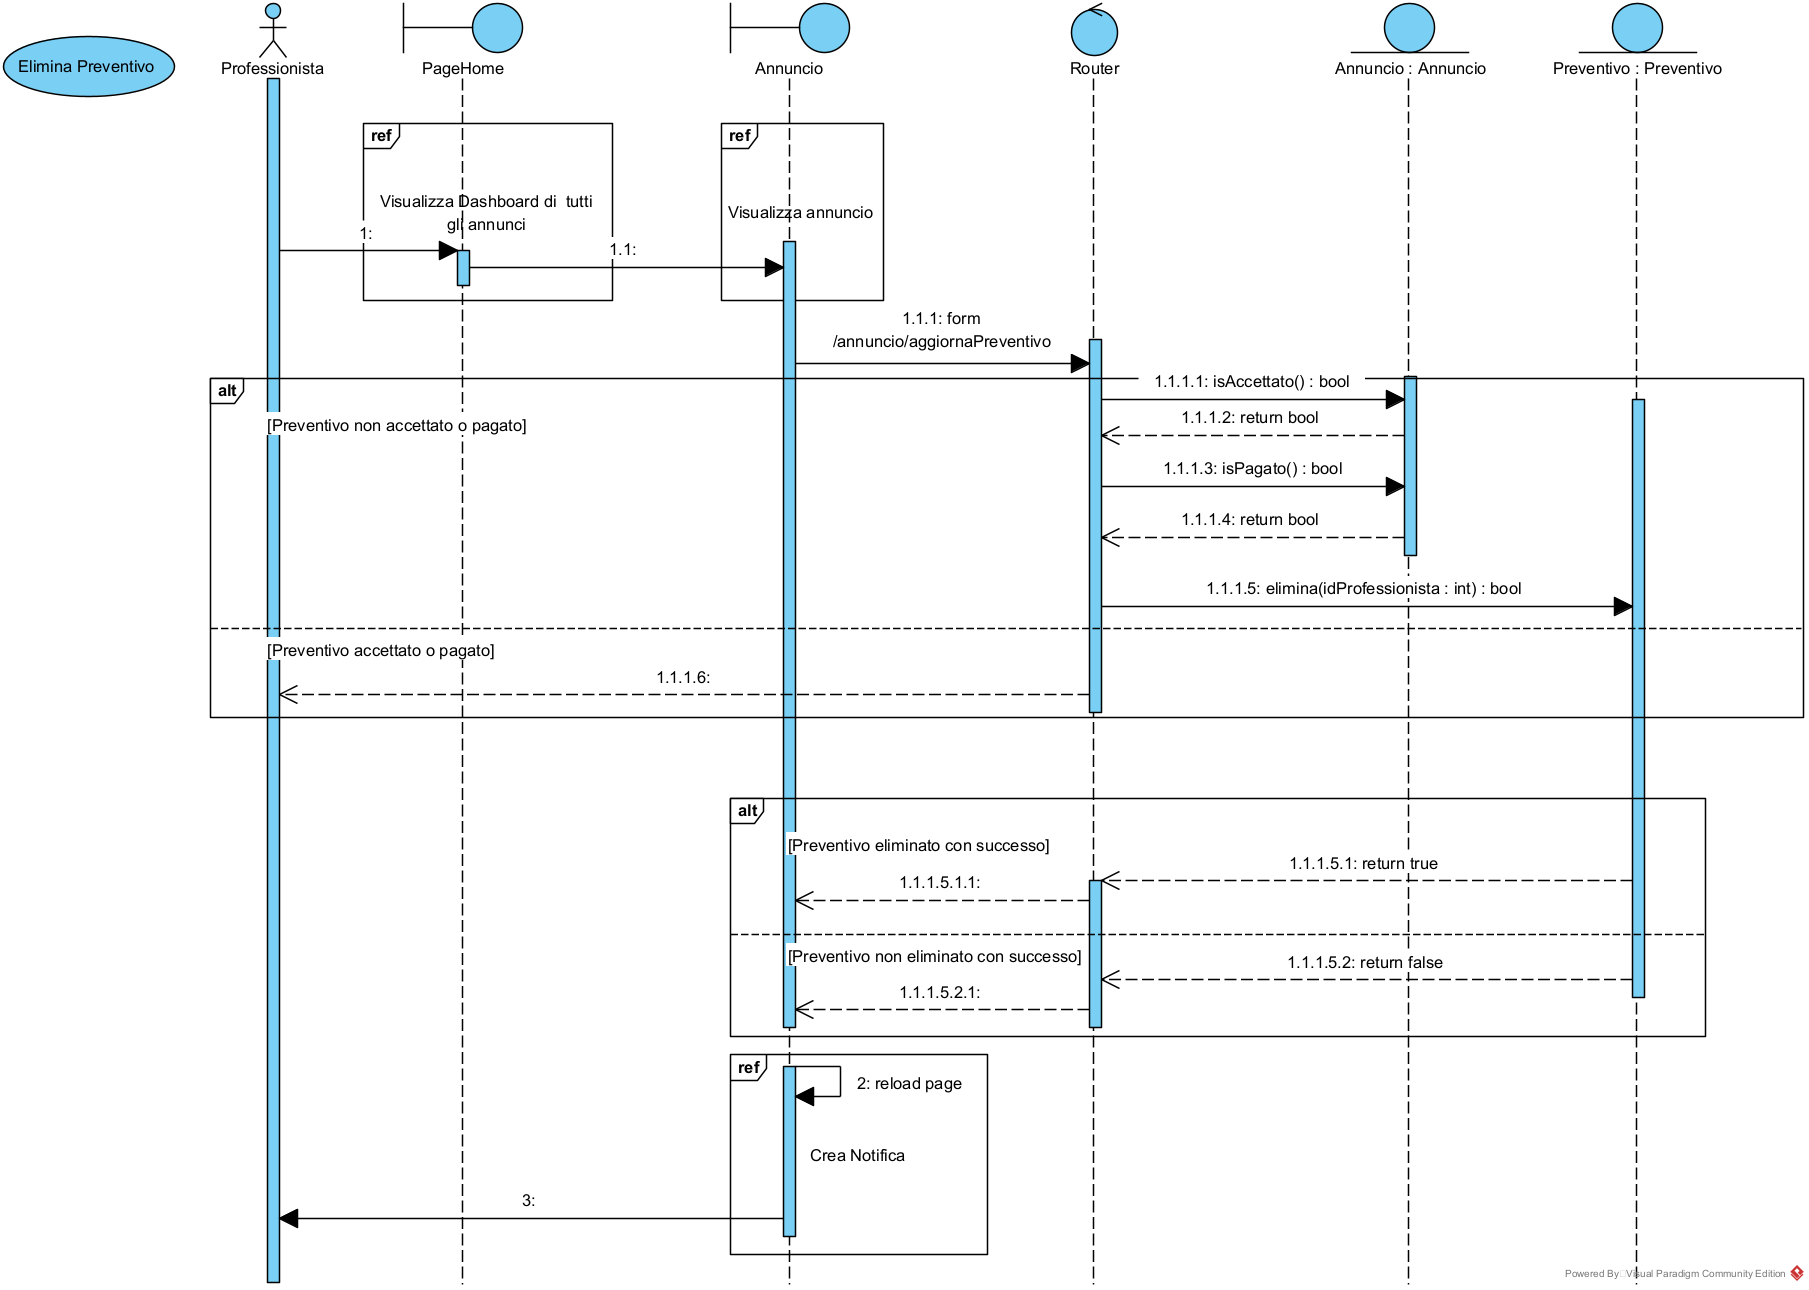 Elimina Preventivo
Professionista
PageHome
Annuncio
Router
Annuncio : Annuncio
Preventivo : Preventivo
ref
Visualizza Dashboard di tutti
gli annunci
ref
Visualizza annuncio
1:
1.1:
1.1.1: form
/annuncio/aggiornaPreventivo
alt
[Preventivo non accettato o pagato]
1.1.1.1: isAccettato() : bool
1.1.1.2: return bool
1.1.1.3: isPagato() : bool
1.1.1.4: return bool
1.1.1.5: elimina(idProfessionista : int) : bool
[Preventivo accettato o pagato]
1.1.1.6:
alt
[Preventivo eliminato con successo]
1.1.1.5.1: return true
1.1.1.5.1.1:
[Preventivo non eliminato con successo]
1.1.1.5.2: return false
1.1.1.5.2.1:
ref
2: reload page
Crea Notifica
3:
Powered By Visual Paradigm Community Edition